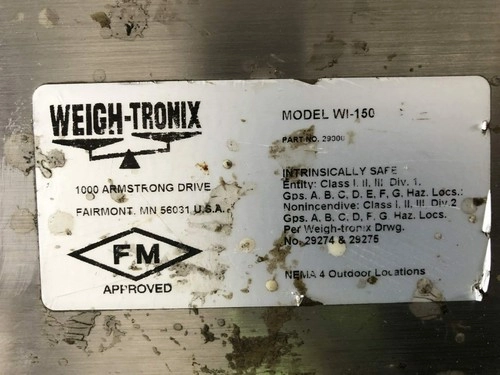 WEIGH-TRONIX
1000 ARMSTRONG DRIVE
FAIRMONT, MN 56031 U.S.A.
FM
APPROVED
MODEL WI-150
PART NO. 29300
INTRINSICALLY SAFE
Entity: Class I, II, III; Div. 1,
Gps. A, B, C, D, E, F, G, Haz. Locs.;
Nonincendive: Class I, II, III; Div.2
Gps. A, B, C, D, F, G, Haz. Locs.
Per Weigh-tronix Drwg.
No. 29274 & 29275
NEMA 4 Outdoor Locations